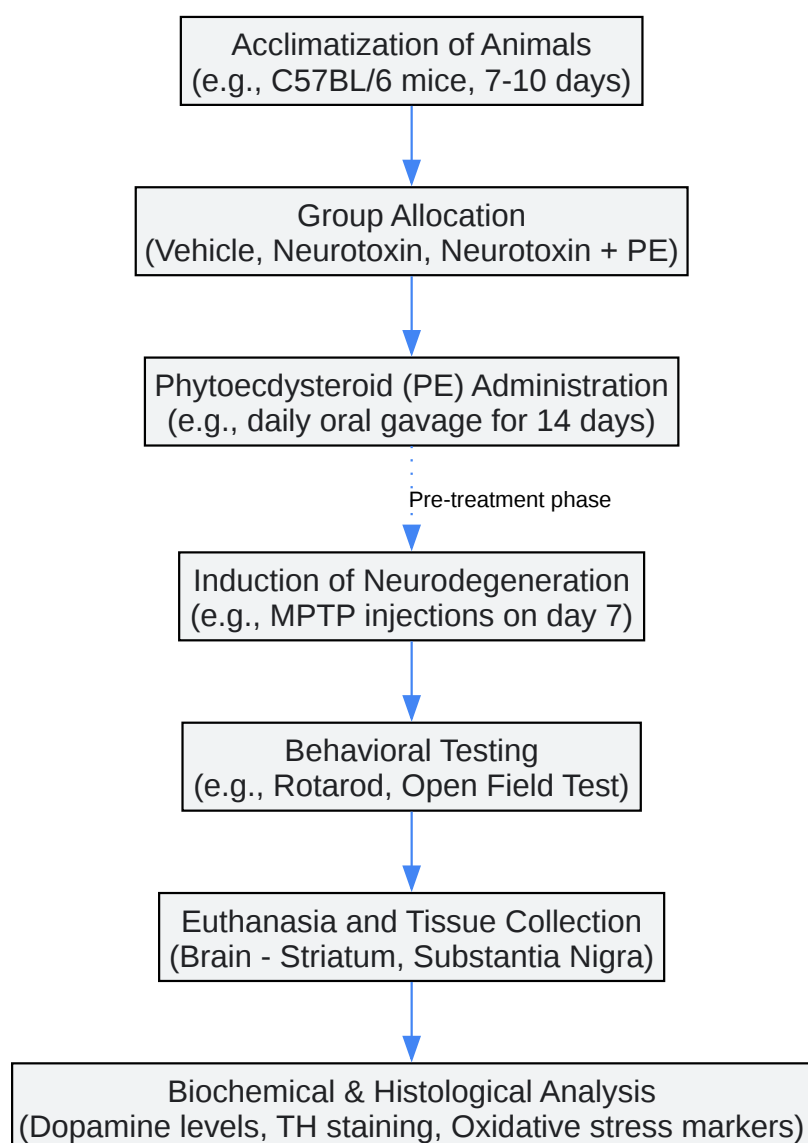 Acclimatization of Animals
(e.g., C57BL/6 mice, 7-10 days)
Group Allocation
(Vehicle, Neurotoxin, Neurotoxin + PE)
Phytoecdysteroid (PE) Administration
(e.g., daily oral gavage for 14 days)
Pre-treatment phase
Induction of Neurodegeneration
(e.g., MPTP injections on day 7)
Behavioral Testing
(e.g., Rotarod, Open Field Test)
Euthanasia and Tissue Collection
(Brain - Striatum, Substantia Nigra)
Biochemical & Histological Analysis
(Dopamine levels, TH staining, Oxidative stress markers)